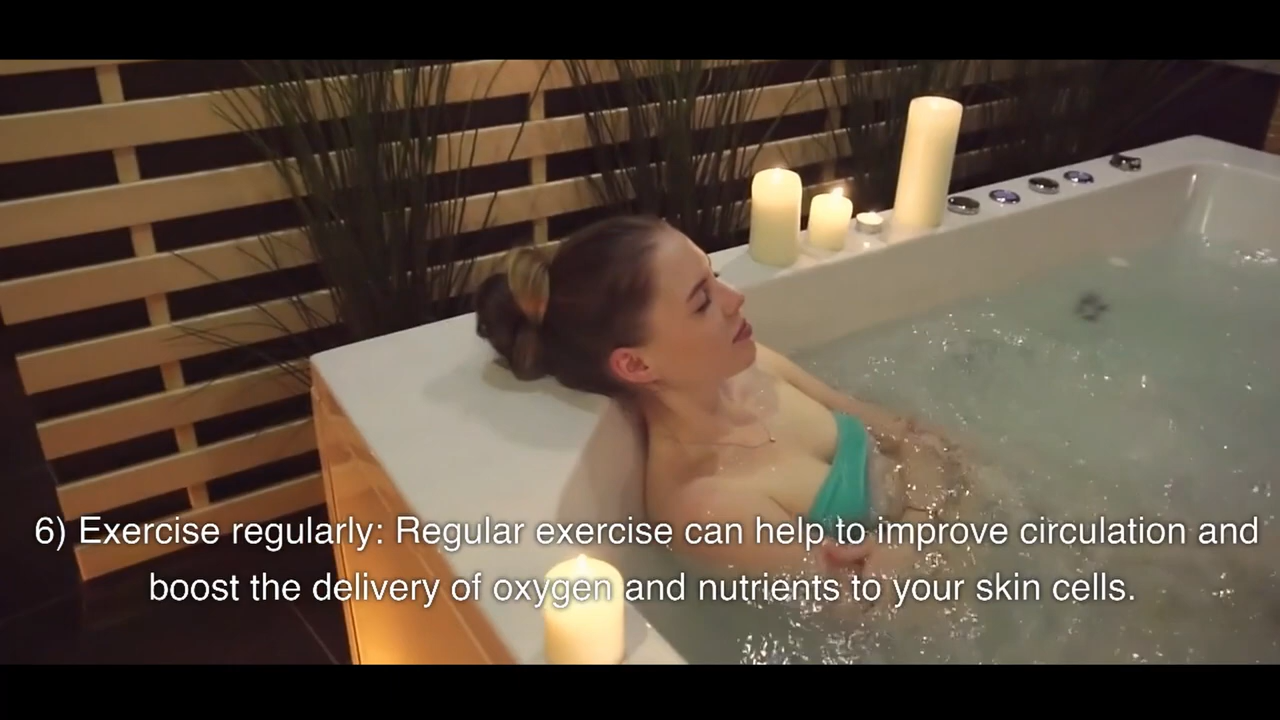 6) Exercise regularly: Regular exercise can help to improve circulation and
boost the delivery of oxygen and nutrients to your skin cells.